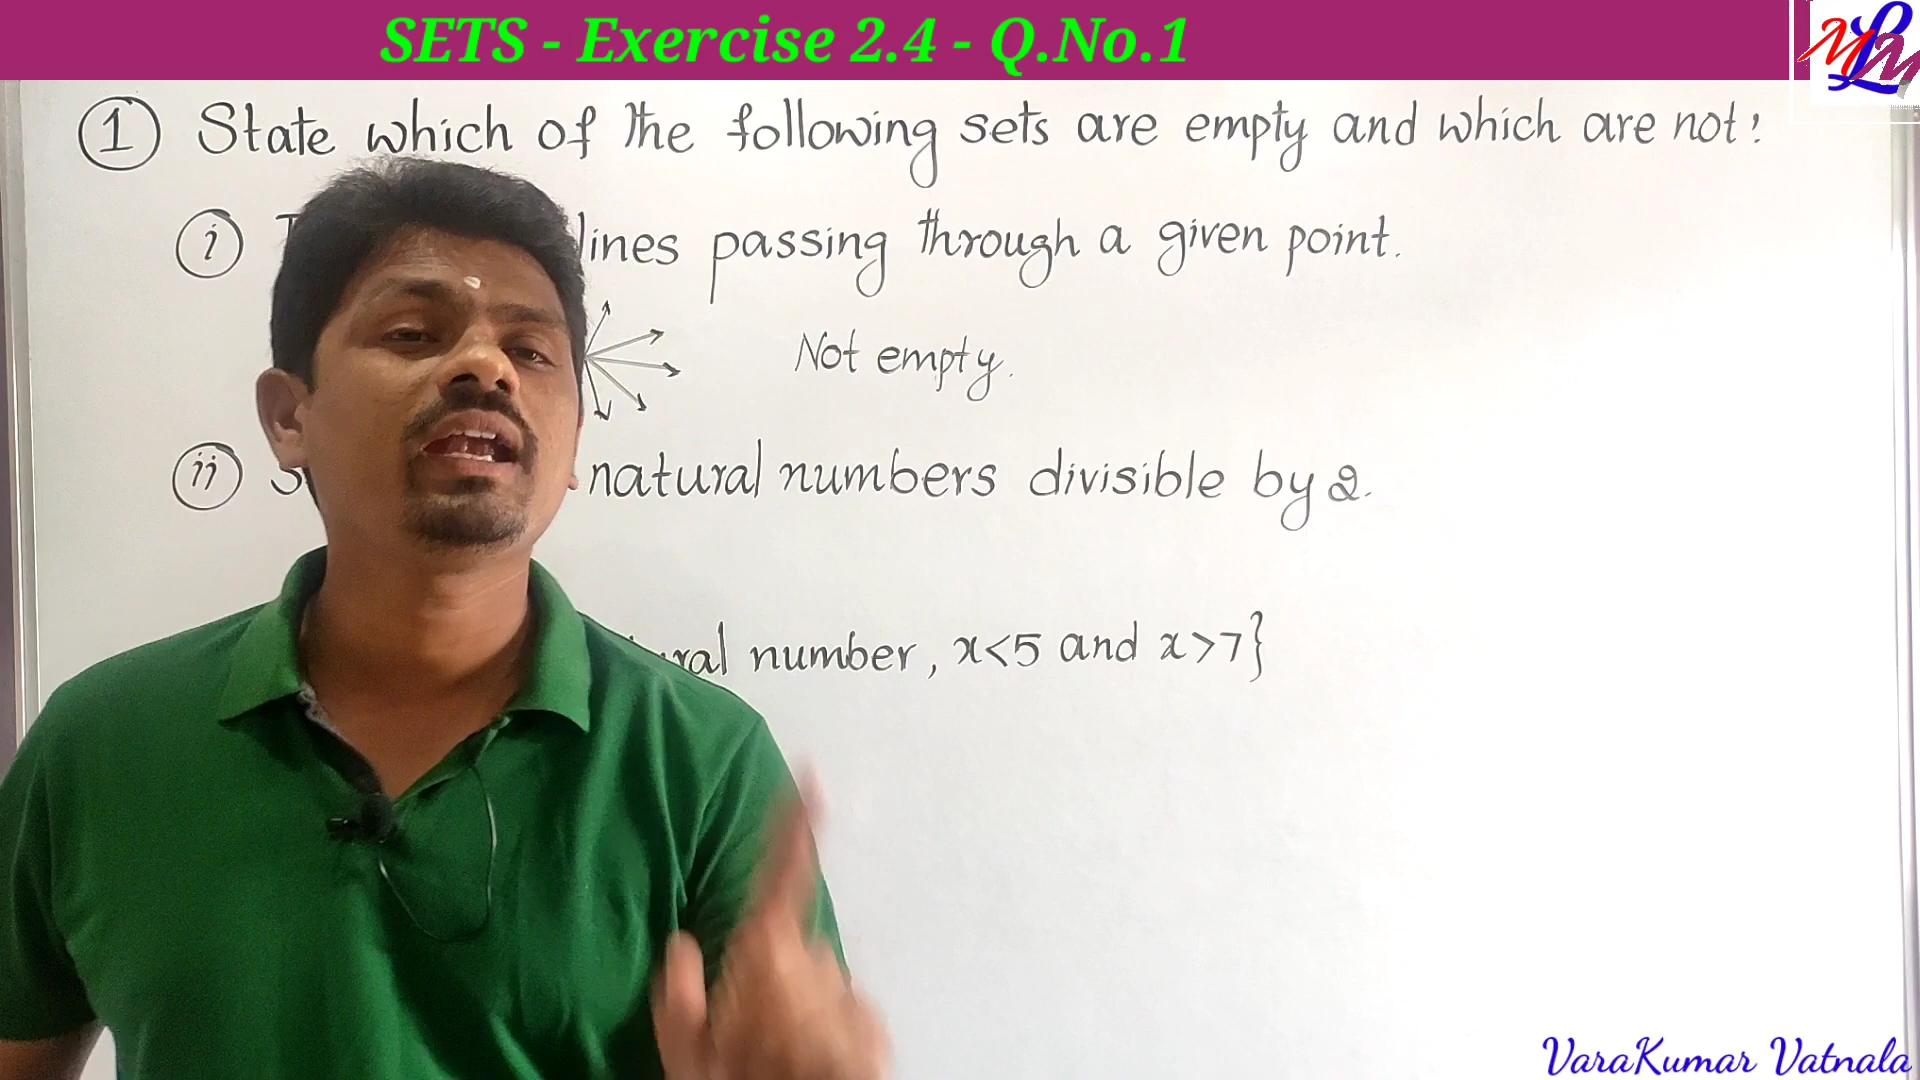 SETS - Exercise 2.4 - Q.No.1
MLM
1 State which of the following sets are empty and which are not?
i lines passing through a given point.
Not empty.
ii natural numbers divisible by 2.
number, x<5 and x>7}
VaraKumar Vatnala